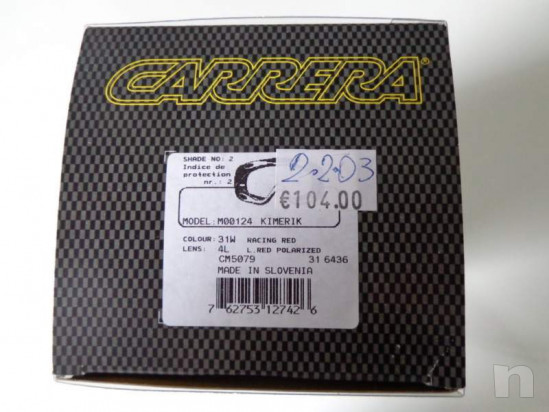 CARRERA®
SHADE NO: 2
Indice de
protection
nr.: 2
2.2.03
€104.00
MODEL: M00124 KIMERIK
COLOUR: 31W RACING RED
LENS: 4L L.RED POLARIZED
CM5079 31 6436
MADE IN SLOVENIA
7 62753 12742 6
n